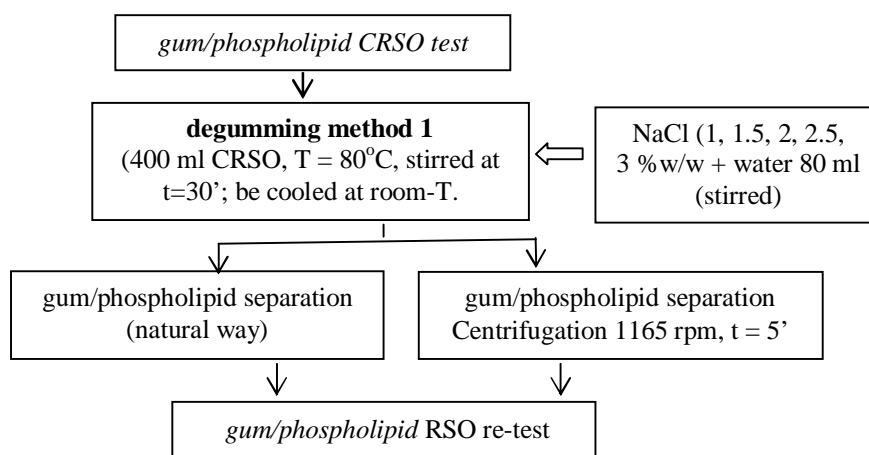 gum/phospholipid CRSO test
degumming method 1
(400 ml CRSO, T = 80°C, stirred at
t=30’; be cooled at room-T.
NaCl (1, 1.5, 2, 2.5,
3 %w/w + water 80 ml
(stirred)
gum/phospholipid separation
(natural way)
gum/phospholipid separation
Centrifugation 1165 rpm, t = 5’
gum/phospholipid RSO re-test